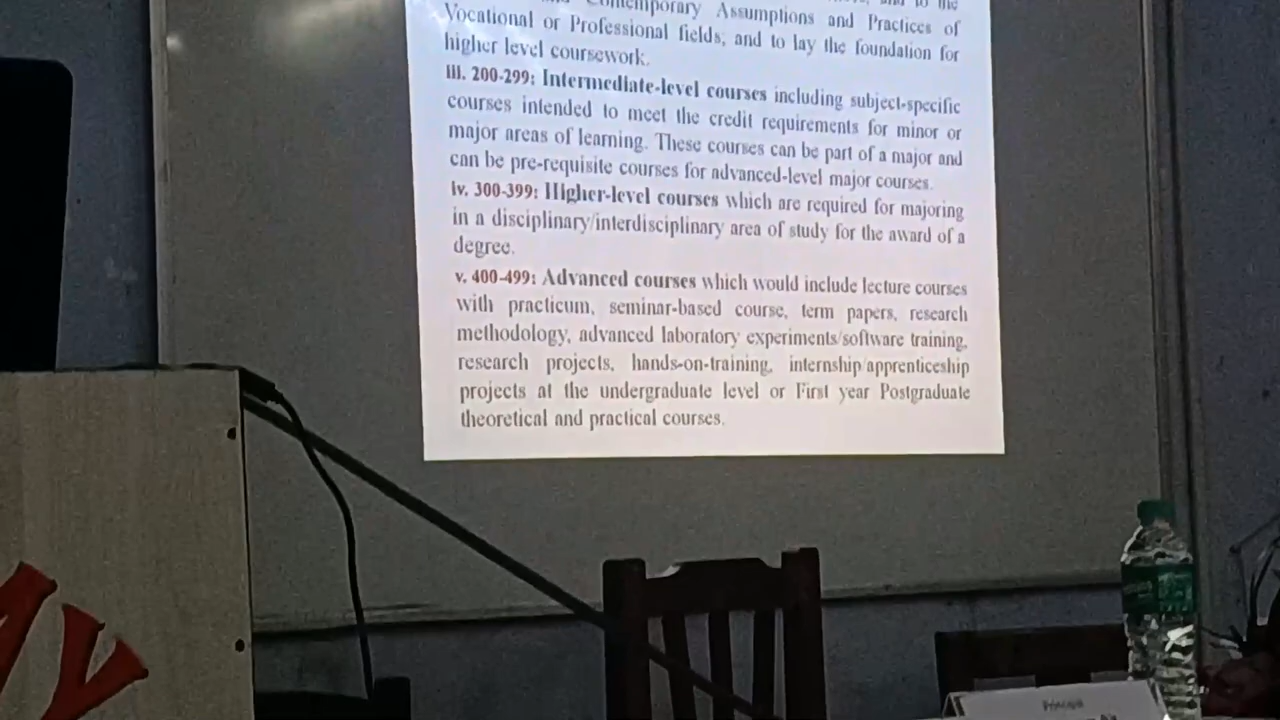 Contemporary Assumptions and Practices of
Vocational or Professional fields; and to lay the foundation for
higher level coursework.
iii. 200-299: Intermediate-level courses including subject-specific
courses intended to meet the credit requirements for minor or
major areas of learning. These courses can be part of a major and
can be pre-requisite courses for advanced-level major courses.
iv. 300-399: Higher-level courses which are required for majoring
in a disciplinary/interdisciplinary area of study for the award of a
degree.
v. 400-499: Advanced courses which would include lecture courses
with practicum, seminar-based course, term papers, research
methodology, advanced laboratory experiments/software training,
research projects, hands-on-training, internship/apprenticeship
projects at the undergraduate level or First year Postgraduate
theoretical and practical courses.